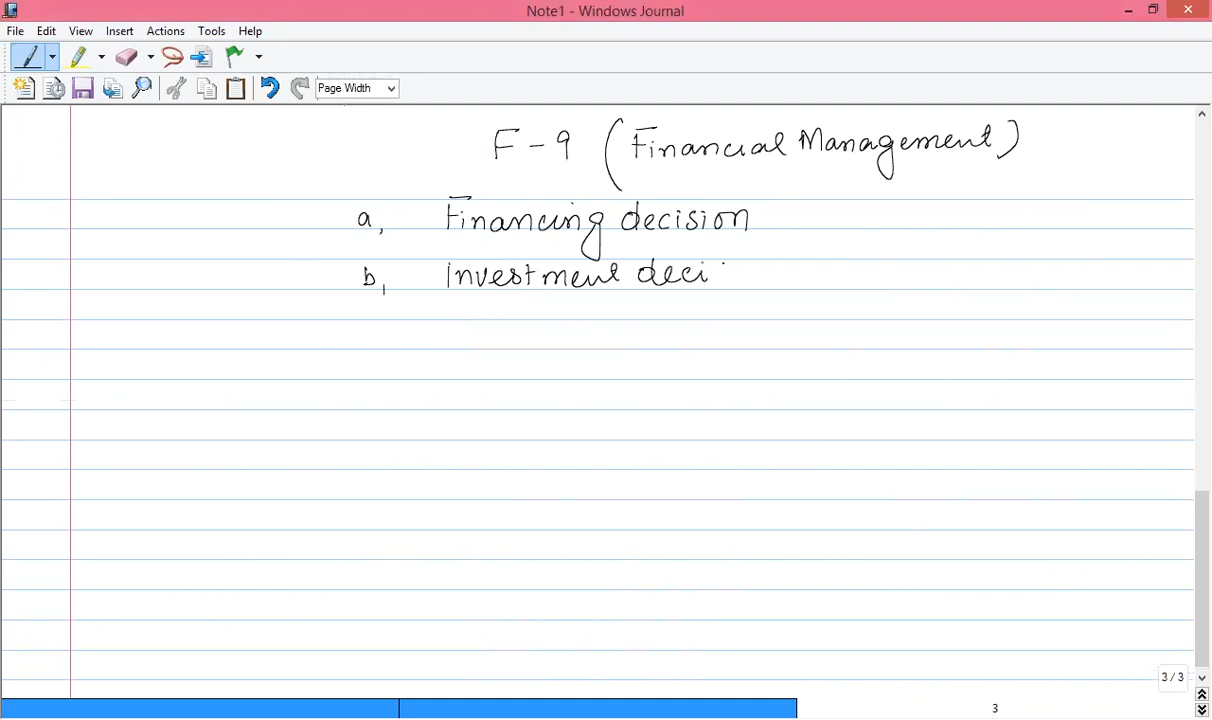 Note1 - Windows Journal
File Edit View Insert Actions Tools Help
Page Width
F-9 (Financial Management)
a, Financing decision
b, Investment deci
3 / 3
3